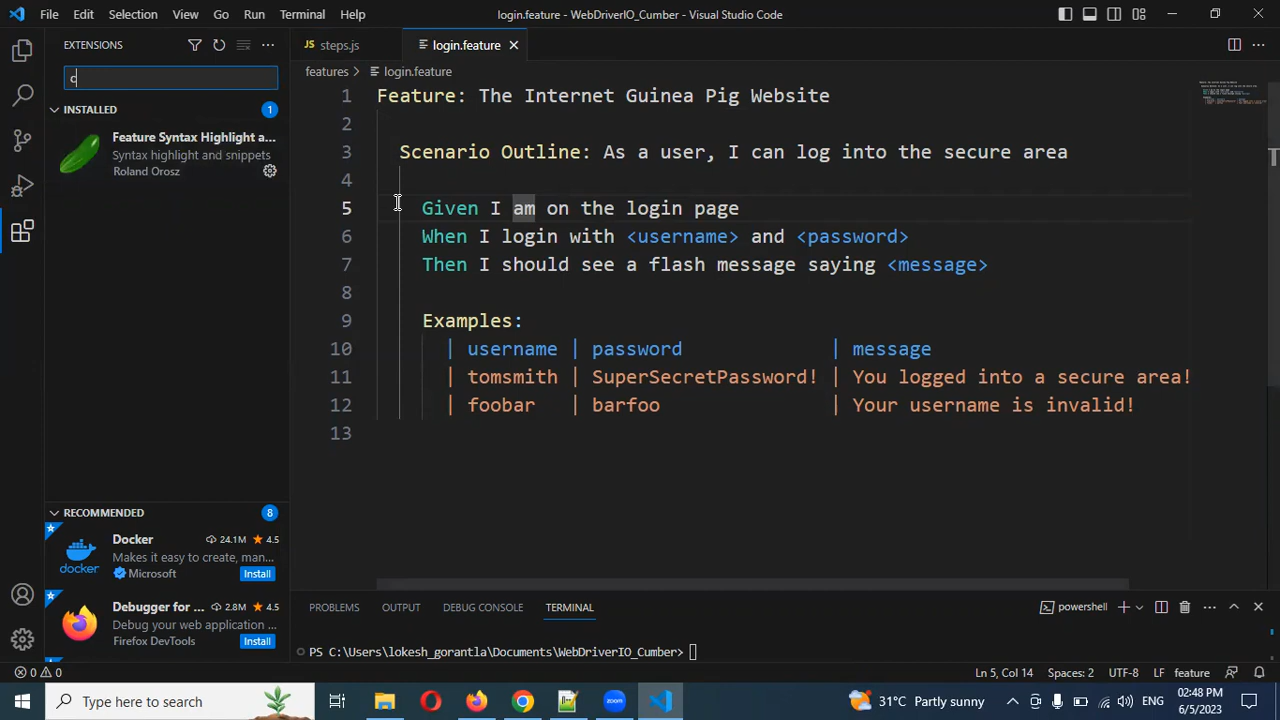 File Edit Selection View Go Run Terminal Help
login.feature - WebDriverIO_Cumber - Visual Studio Code
EXTENSIONS
c
INSTALLED 1
Feature Syntax Highlight a...
Syntax highlight and snippets
Roland Orosz
RECOMMENDED 8
Docker 24.1M 4.5
Makes it easy to create, man...
Microsoft Install
Debugger for ... 2.8M 4.5
Debug your web application ...
Firefox DevTools Install
JS steps.js login.feature
features > login.feature
1 Feature: The Internet Guinea Pig Website
2
3 Scenario Outline: As a user, I can log into the secure area
4
5 Given I am on the login page
6 When I login with <username> and <password>
7 Then I should see a flash message saying <message>
8
9 Examples:
10 | username | password | message
11 | tomsmith | SuperSecretPassword! | You logged into a secure area!
12 | foobar | barfoo | Your username is invalid!
13
PROBLEMS OUTPUT DEBUG CONSOLE TERMINAL powershell
PS C:\Users\lokesh_gorantla\Documents\WebDriverIO_Cumber>
0 0 Ln 5, Col 14 Spaces: 2 UTF-8 LF feature
Type here to search zoom 31°C Partly sunny ENG 02:48 PM
6/5/2023